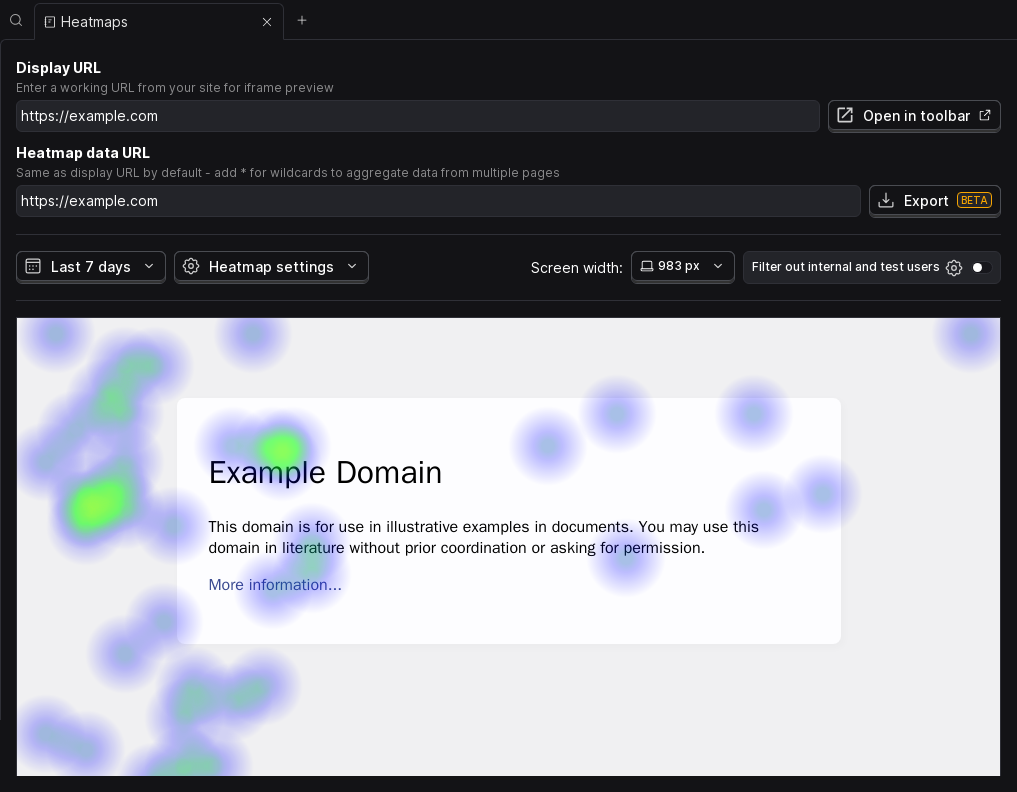 Heatmaps
Display URL
Enter a working URL from your site for iframe preview
https://example.com
Open in toolbar
Heatmap data URL
Same as display URL by default - add * for wildcards to aggregate data from multiple pages
https://example.com
Export BETA
Last 7 days
Heatmap settings
Screen width:
983 px
Filter out internal and test users
Example Domain
This domain is for use in illustrative examples in documents. You may use this
domain in literature without prior coordination or asking for permission.
More information...